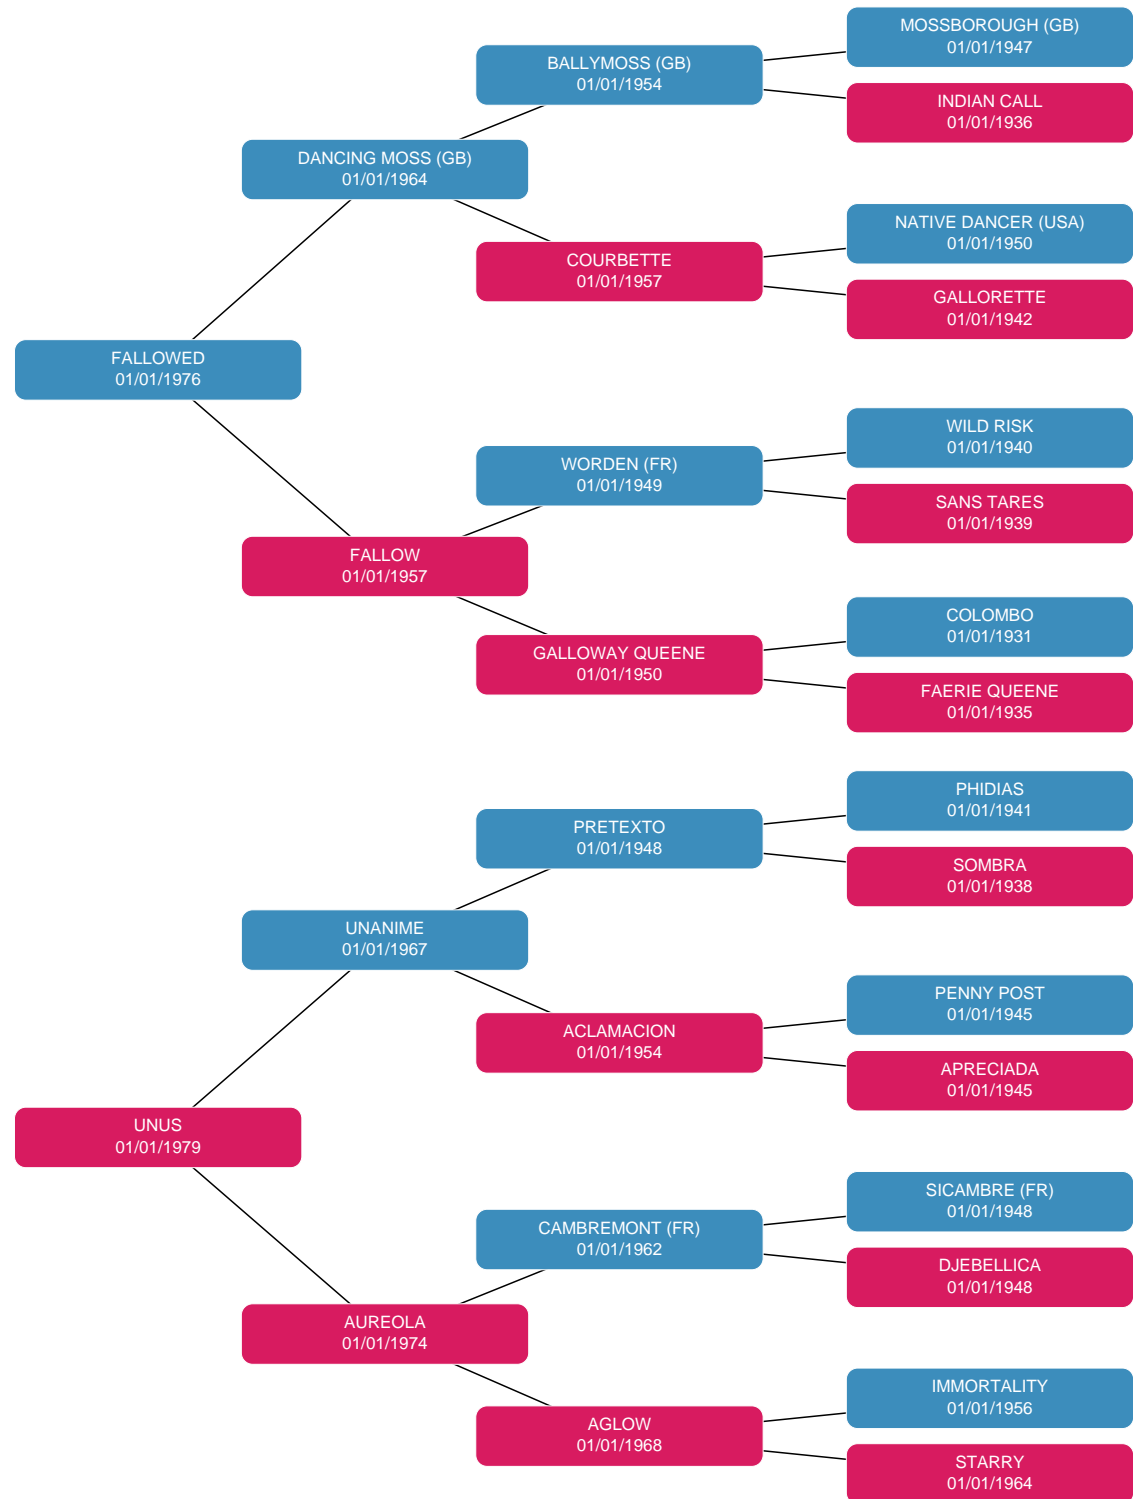 MOSSBOROUGH (GB)
01/01/1947
BALLYMOSS (GB)
01/01/1954
INDIAN CALL
01/01/1936
DANCING MOSS (GB)
01/01/1964
NATIVE DANCER (USA)
01/01/1950
COURBETTE
01/01/1957
GALLORETTE
01/01/1942
FALLOWED
01/01/1976
WILD RISK
01/01/1940
WORDEN (FR)
01/01/1949
SANS TARES
01/01/1939
FALLOW
01/01/1957
COLOMBO
01/01/1931
GALLOWAY QUEENE
01/01/1950
FAERIE QUEENE
01/01/1935
PHIDIAS
01/01/1941
PRETEXTO
01/01/1948
SOMBRA
01/01/1938
UNANIME
01/01/1967
PENNY POST
01/01/1945
ACLAMACION
01/01/1954
APRECIADA
01/01/1945
UNUS
01/01/1979
SICAMBRE (FR)
01/01/1948
CAMBREMONT (FR)
01/01/1962
DJEBELLICA
01/01/1948
AUREOLA
01/01/1974
IMMORTALITY
01/01/1956
AGLOW
01/01/1968
STARRY
01/01/1964